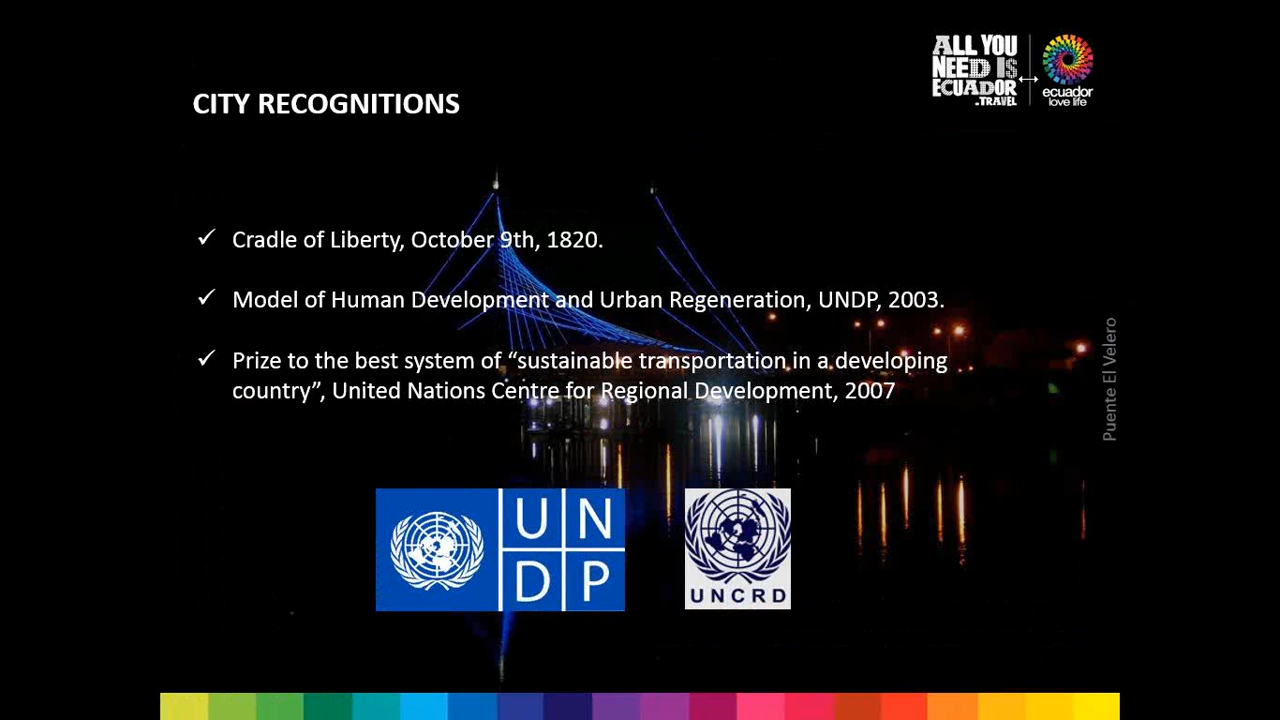 ALL YOU
NEED IS
ECUADOR
.TRAVEL
ecuador
love life
CITY RECOGNITIONS
✓ Cradle of Liberty, October 9th, 1820.
✓ Model of Human Development and Urban Regeneration, UNDP, 2003.
✓ Prize to the best system of “sustainable transportation in a developing
country”, United Nations Centre for Regional Development, 2007
Puente El Velero
UN
DP
UNCRD